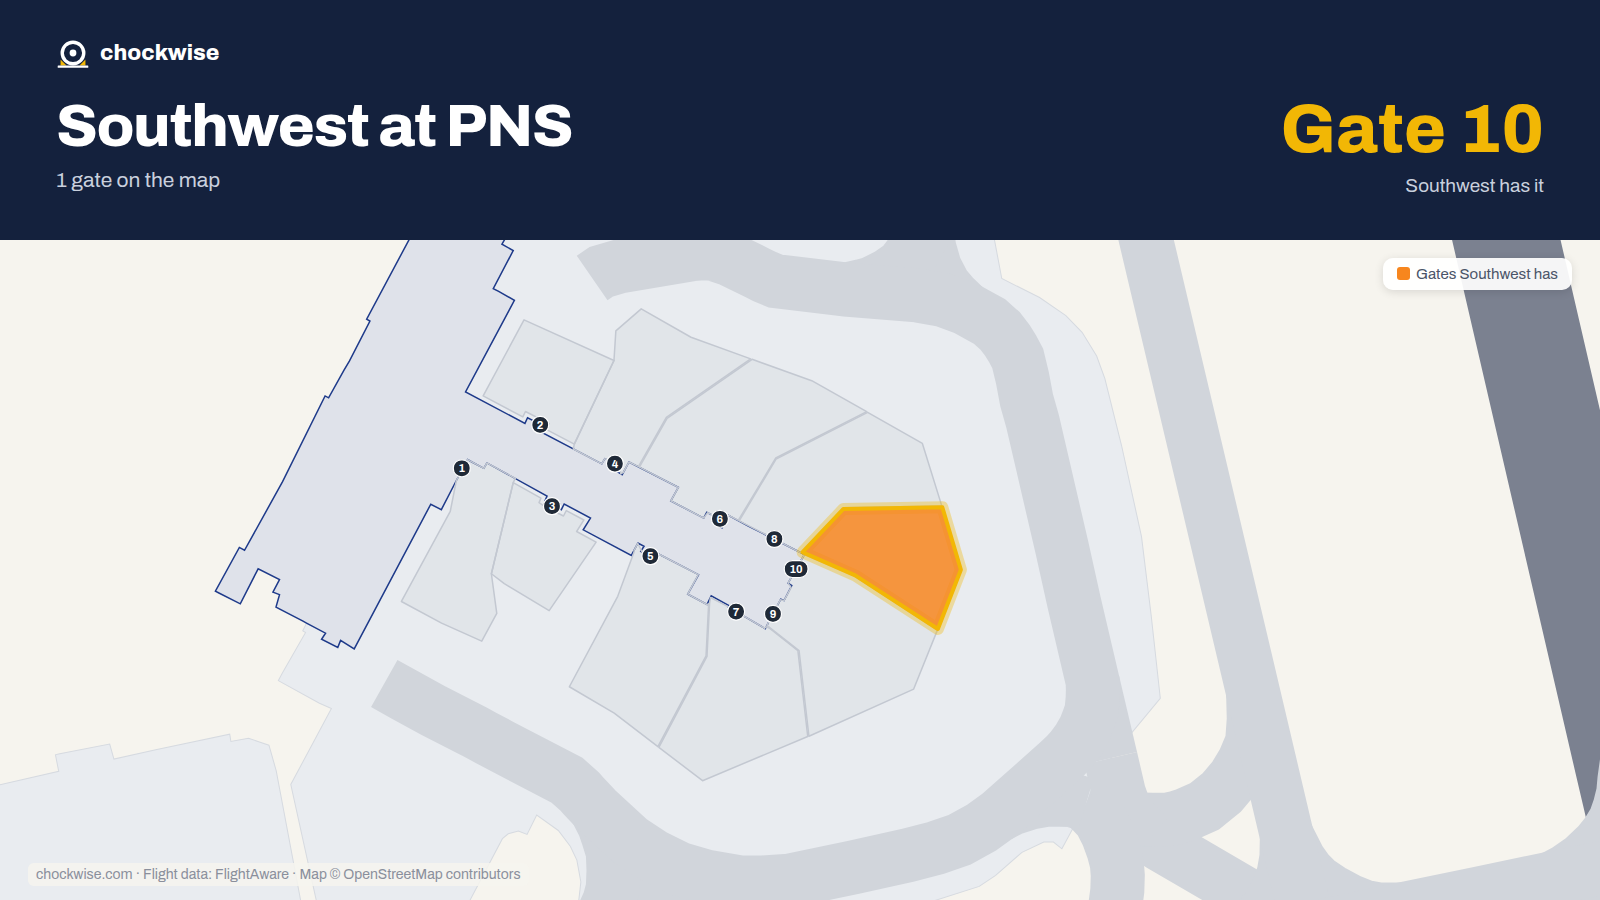 chockwise
Southwest at PNS
1 gate on the map
Gate 10
Southwest has it
Gates Southwest has
2
4
1
3
6
8
5
10
7
9
chockwise.com · Flight data: FlightAware · Map © OpenStreetMap contributors